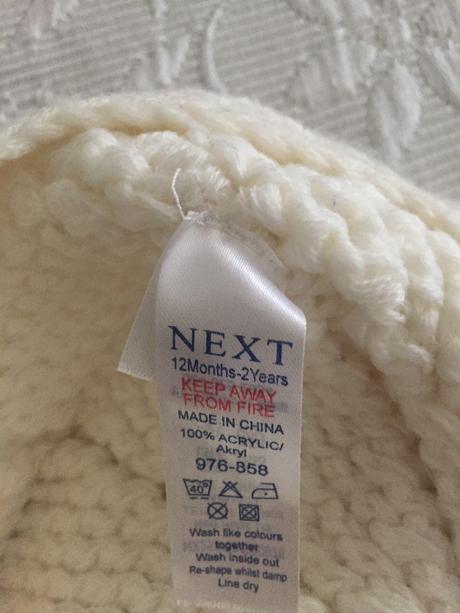 NEXT
12Months-2Years
KEEP AWAY
FROM FIRE
MADE IN CHINA
100% ACRYLIC/
Akryl
976-858
40°
Wash like colours
together
Wash inside out
Re-shape whilst damp
Line dry